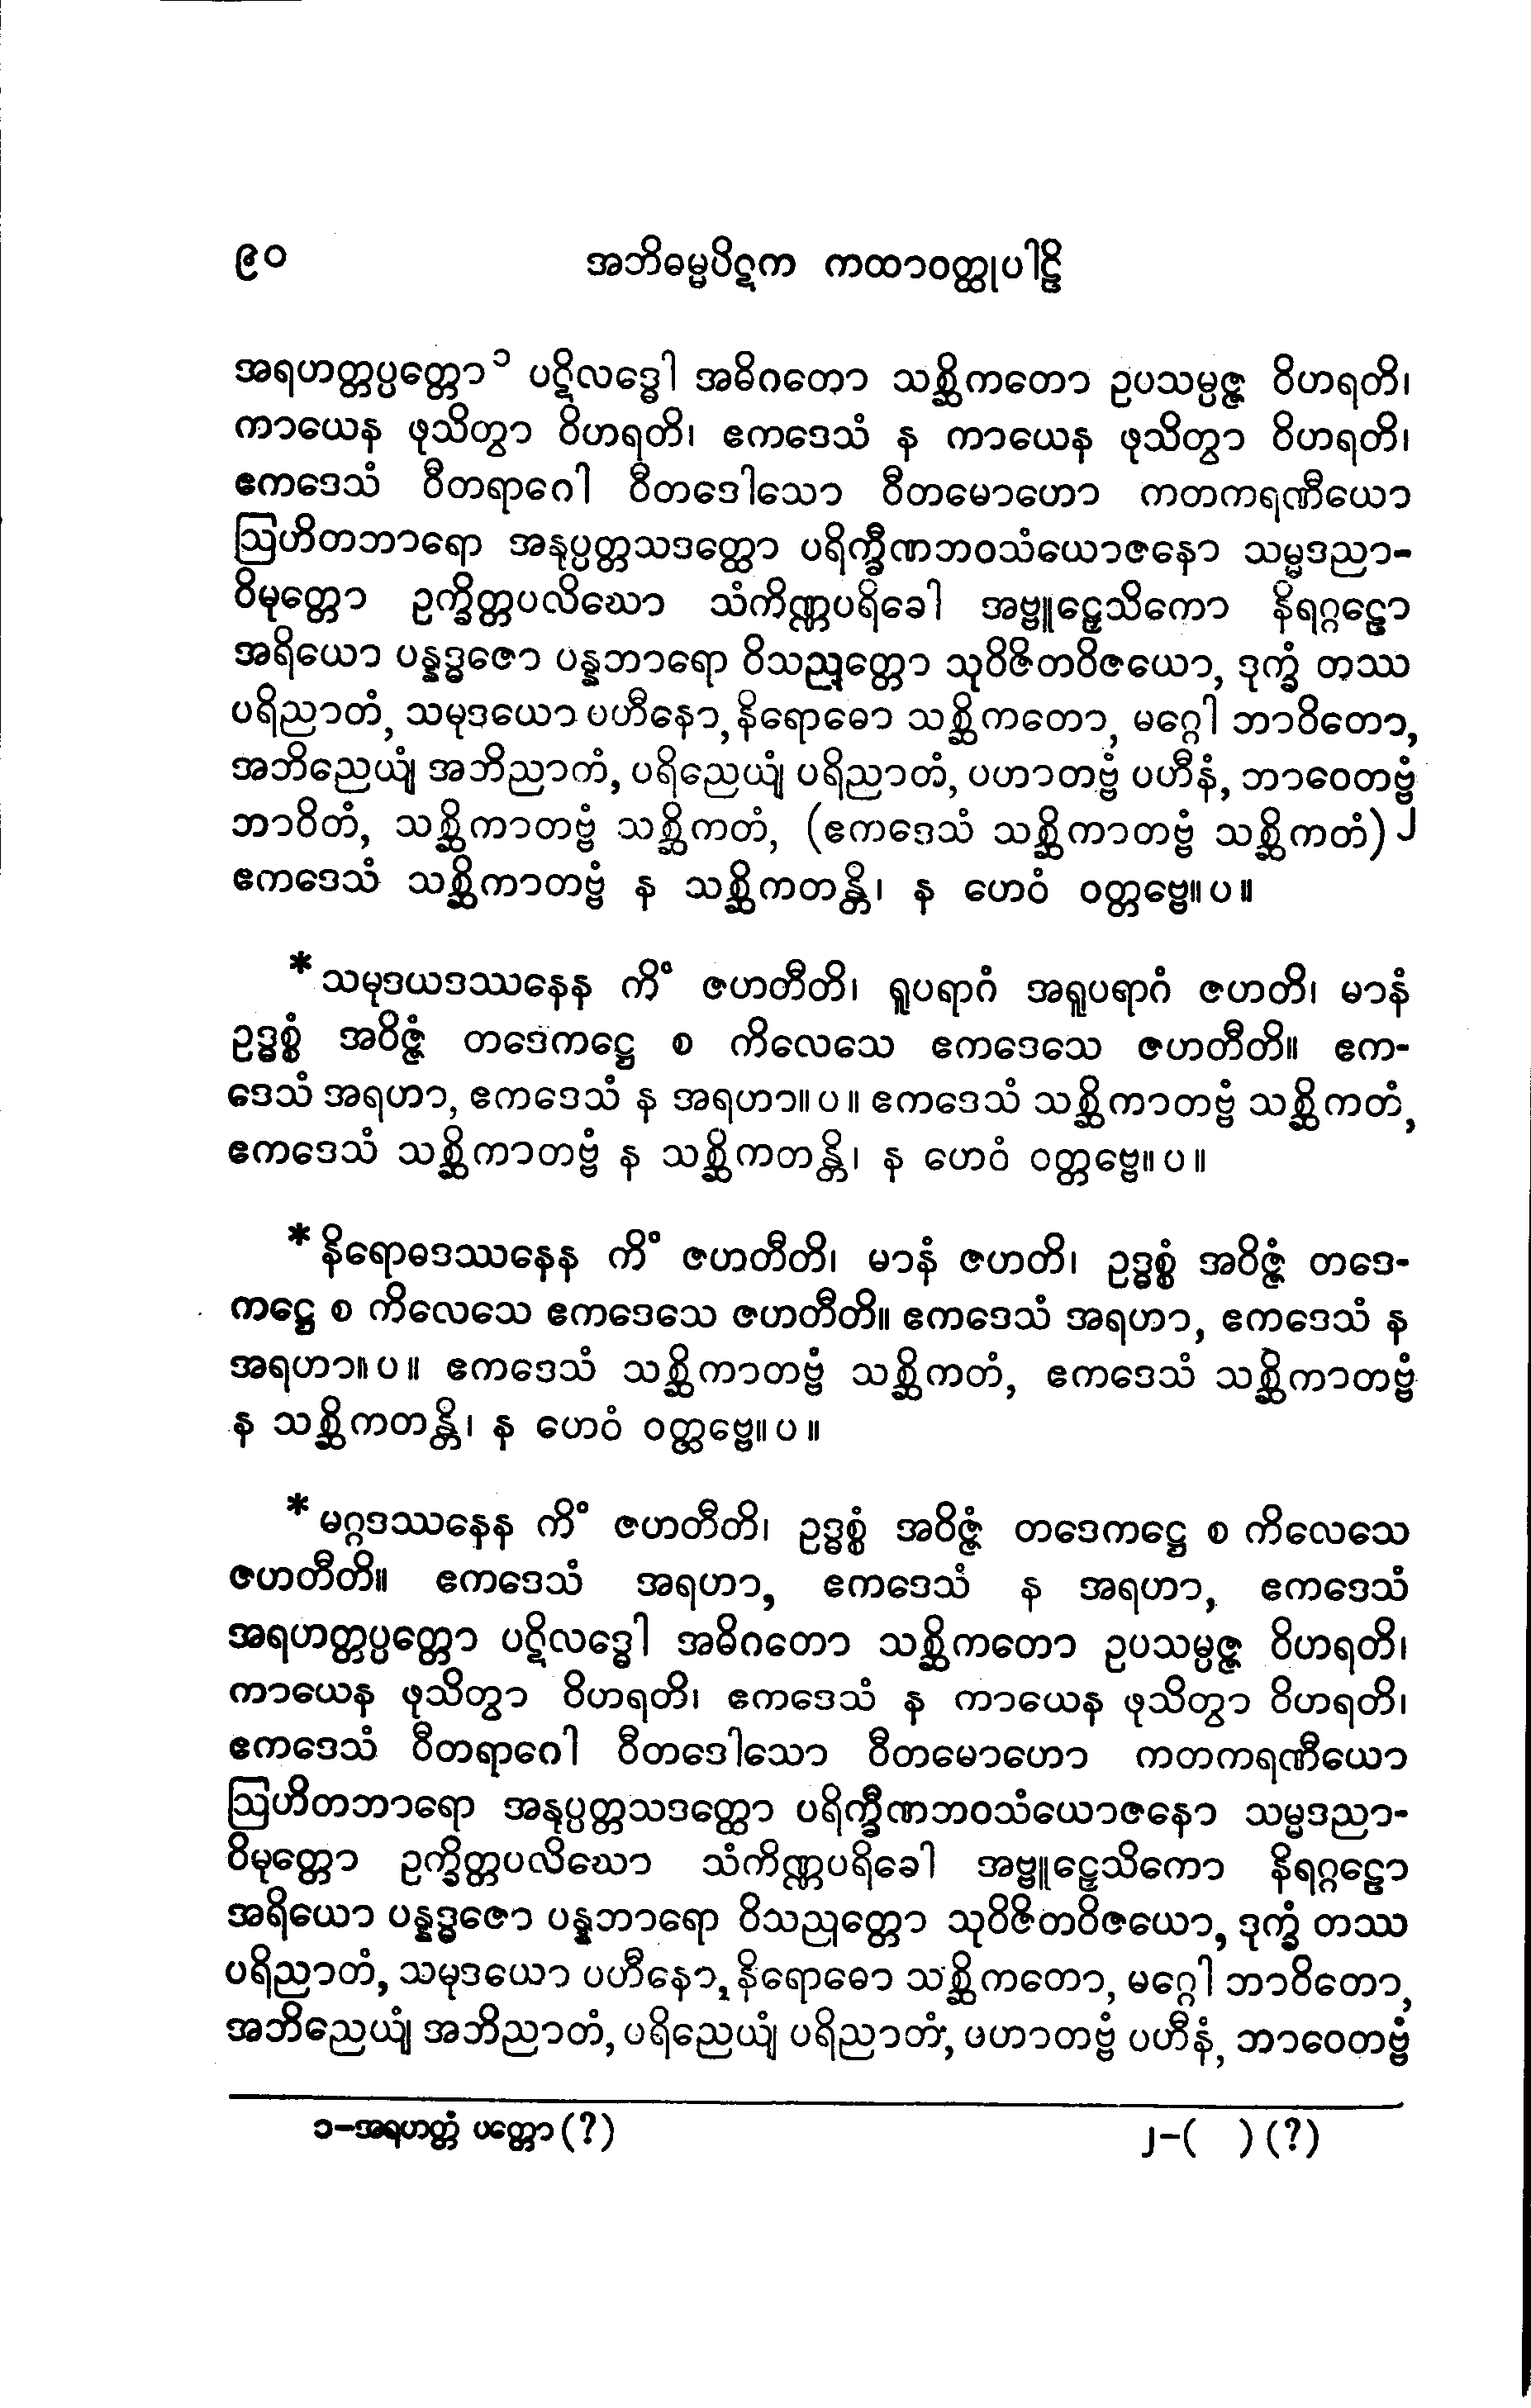 ၉၀ အဘိဓမ္မပိဋက ကထာဝတ္ထုပါဠိ
အရဟတ္တပ္ပတ္တော၁ ပဋိလဒ္ဓေါ အဓိဂတော သစ္ဆိကတော ဥပသမ္ပဇ္ဇ ဝိဟရတိ၊
ကာယေန ဖုသိတွာ ဝိဟရတိ၊ ဧကဒေသံ န ကာယေန ဖုသိတွာ ဝိဟရတိ၊
ဧကဒေသံ ဝီတရာဂေါ ဝီတဒေါသော ဝီတမောဟော ကတကရဏီယော
ဩဟိတဘာရော အနုပ္ပတ္တသဒတ္ထော ပရိက္ခီဏဘဝသံယောဇနော သမ္မဒညာ-
ဝိမုတ္တော ဥက္ခိတ္တပလိဃော သံကိဏ္ဏပရိခေါ အဗ္ဗူဠှေသိကော နိရဂ္ဂဠော
အရိယော ပန္နဒ္ဓဇော ပန္နဘာရော ဝိသညုတ္တော သုဝိဇိတဝိဇယော, ဒုက္ခံ တဿ
ပရိညာတံ, သမုဒယော ပဟီနော, နိရောဓော သစ္ဆိကတော, မဂ္ဂေါ ဘာဝိတော,
အဘိညေယျံ အဘိညာတံ, ပရိညေယျံ ပရိညာတံ, ပဟာတဗ္ဗံ ပဟီနံ, ဘာဝေတဗ္ဗံ
ဘာဝိတံ, သစ္ဆိကာတဗ္ဗံ သစ္ဆိကတံ, (ဧကဒေသံ သစ္ဆိကာတဗ္ဗံ သစ္ဆိကတံ)၂
ဧကဒေသံ သစ္ဆိကာတဗ္ဗံ န သစ္ဆိကတန္တိ၊ န ဟေဝံ ဝတ္တဗ္ဗေ။ပ။
*သမုဒယဒဿနေန ကိံ ဇဟတီတိ၊ ရူပရာဂံ အရူပရာဂံ ဇဟတိ၊ မာနံ
ဥဒ္ဓစ္စံ အဝိဇ္ဇံ တဒေကဋ္ဌေ စ ကိလေသေ ဧကဒေသေ ဇဟတီတိ။ ဧက-
ဒေသံ အရဟာ, ဧကဒေသံ န အရဟာ။ပ။ ဧကဒေသံ သစ္ဆိကာတဗ္ဗံ သစ္ဆိကတံ,
ဧကဒေသံ သစ္ဆိကာတဗ္ဗံ န သစ္ဆိကတန္တိ၊ န ဟေဝံ ဝတ္တဗ္ဗေ။ပ။
*နိရောဓဒဿနေန ကိံ ဇဟတီတိ၊ မာနံ ဇဟတိ၊ ဥဒ္ဓစ္စံ အဝိဇ္ဇံ တဒေ-
ကဋ္ဌေ စ ကိလေသေ ဧကဒေသေ ဇဟတီတိ။ ဧကဒေသံ အရဟာ, ဧကဒေသံ န
အရဟာ။ပ။ ဧကဒေသံ သစ္ဆိကာတဗ္ဗံ သစ္ဆိကတံ, ဧကဒေသံ သစ္ဆိကာတဗ္ဗံ
န သစ္ဆိကတန္တိ၊ န ဟေဝံ ဝတ္ထဗ္ဗေ။ပ။
*မဂ္ဂဒဿနေန ကိံ ဇဟတီတိ၊ ဥဒ္ဓစ္စံ အဝိဇ္ဇံ တဒေကဋ္ဌေ စ ကိလေသေ
ဇဟတီတိ။ ဧကဒေသံ အရဟာ, ဧကဒေသံ န အရဟာ, ဧကဒေသံ
အရဟတ္တပ္ပတ္တော ပဋိလဒ္ဓေါ အဓိဂတော သစ္ဆိကတော ဥပသမ္ပဇ္ဇ ဝိဟရတိ၊
ကာယေန ဖုသိတွာ ဝိဟရတိ၊ ဧကဒေသံ န ကာယေန ဖုသိတွာ ဝိဟရတိ၊
ဧကဒေသံ ဝီတရာဂေါ ဝီတဒေါသော ဝီတမောဟော ကတကရဏီယော
ဩဟိတဘာရော အနုပ္ပတ္တသဒတ္ထော ပရိက္ခီဏဘဝသံယောဇနော သမ္မဒညာ-
ဝိမုတ္တော ဥက္ခိတ္တပလိဃော သံကိဏ္ဏပရိခေါ အဗ္ဗူဠှေသိကော နိရဂ္ဂဠော
အရိယော ပန္နဒ္ဓဇော ပန္နဘာရော ဝိသညုတ္တော သုဝိဇိတဝိဇယော, ဒုက္ခံ တဿ
ပရိညာတံ, သမုဒယော ပဟီနော, နိရောဓော သစ္ဆိကတော, မဂ္ဂေါ ဘာဝိတော,
အဘိညေယျံ အဘိညာတံ, ပရိညေယျံ ပရိညာတံ, ပဟာတဗ္ဗံ ပဟီနံ, ဘာဝေတဗ္ဗံ
၁-အရဟတ္တံ ပတ္တော (?) ၂-( ) (?)